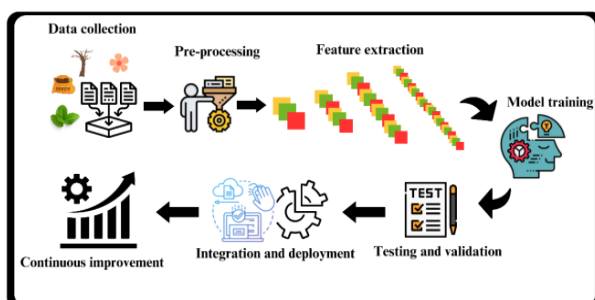 Data collection
Pre-processing
Feature extraction
Model training
TEST
Testing and validation
Integration and deployment
Continuous improvement